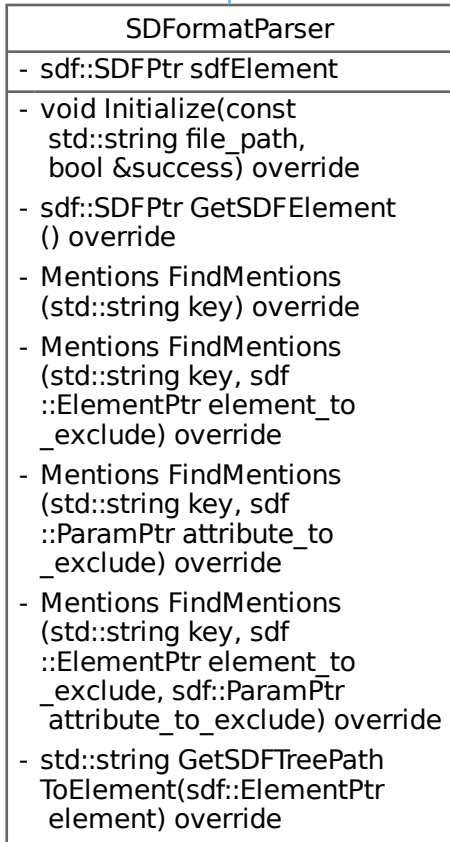 SDFormatParser
- sdf::SDFPtr sdfElement
- void Initialize(const
std::string file_path,
bool &success) override
- sdf::SDFPtr GetSDFElement
() override
- Mentions FindMentions
(std::string key) override
- Mentions FindMentions
(std::string key, sdf
::ElementPtr element_to
_exclude) override
- Mentions FindMentions
(std::string key, sdf
::ParamPtr attribute_to
_exclude) override
- Mentions FindMentions
(std::string key, sdf
::ElementPtr element_to
_exclude, sdf::ParamPtr
attribute_to_exclude) override
- std::string GetSDFTreePath
ToElement(sdf::ElementPtr
element) override